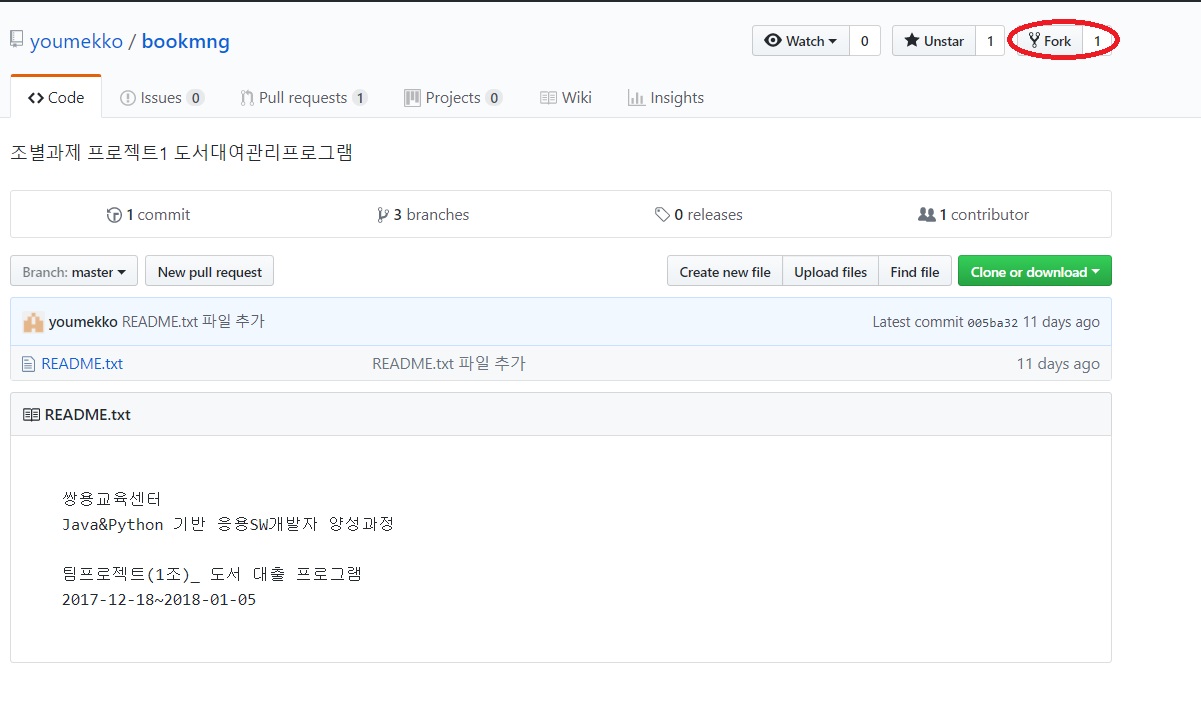 youmekko / bookmng
Watch 0 Unstar 1 Fork 1
Code Issues 0 Pull requests 1 Projects 0 Wiki Insights
조별과제 프로젝트1 도서대여관리프로그램
1 commit 3 branches 0 releases 1 contributor
Branch: master New pull request Create new file Upload files Find file Clone or download
youmekko README.txt 파일 추가 Latest commit 005ba32 11 days ago
README.txt README.txt 파일 추가 11 days ago
README.txt
쌍용교육센터
Java&Python 기반 응용SW개발자 양성과정
팀프로젝트(1조)_ 도서 대출 프로그램
2017-12-18~2018-01-05